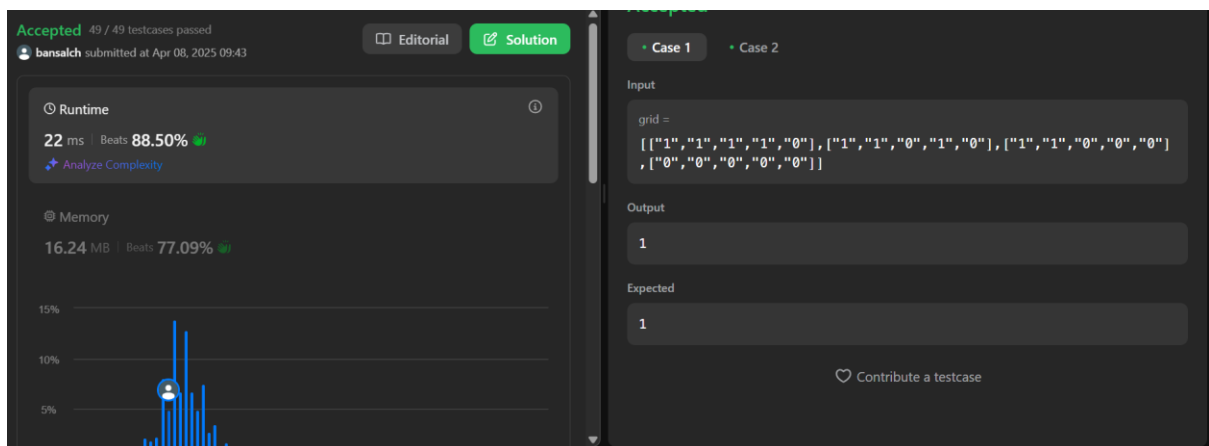 Accepted 49 / 49 testcases passed
bansalch submitted at Apr 08, 2025 09:43
Editorial
Solution
Runtime
22 ms | Beats 88.50%
Analyze Complexity
Memory
16.24 MB | Beats 77.09%
15%
10%
5%
Accepted
• Case 1
• Case 2
Input
grid =
[["1","1","1","1","0"],["1","1","0","1","0"],["1","1","0","0","0"]
,["0","0","0","0","0"]]
Output
1
Expected
1
Contribute a testcase